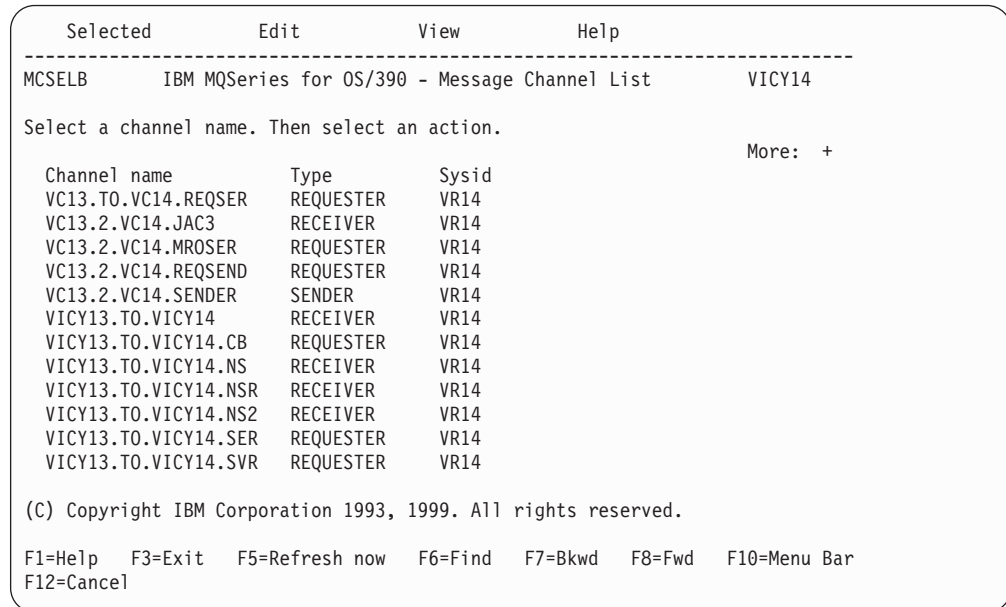 Selected Edit View Help
------------------------------------------------------------------------------
MCSELB IBM MQSeries for OS/390 - Message Channel List VICY14
Select a channel name. Then select an action.
More: +
Channel name Type Sysid
VC13.TO.VC14.REQSER REQUESTER VR14
VC13.2.VC14.JAC3 RECEIVER VR14
VC13.2.VC14.MROSER REQUESTER VR14
VC13.2.VC14.REQSEND REQUESTER VR14
VC13.2.VC14.SENDER SENDER VR14
VICY13.TO.VICY14 RECEIVER VR14
VICY13.TO.VICY14.CB REQUESTER VR14
VICY13.TO.VICY14.NS RECEIVER VR14
VICY13.TO.VICY14.NSR RECEIVER VR14
VICY13.TO.VICY14.NS2 RECEIVER VR14
VICY13.TO.VICY14.SER REQUESTER VR14
VICY13.TO.VICY14.SVR REQUESTER VR14
(C) Copyright IBM Corporation 1993, 1999. All rights reserved.
F1=Help F3=Exit F5=Refresh now F6=Find F7=Bkwd F8=Fwd F10=Menu Bar
F12=Cancel